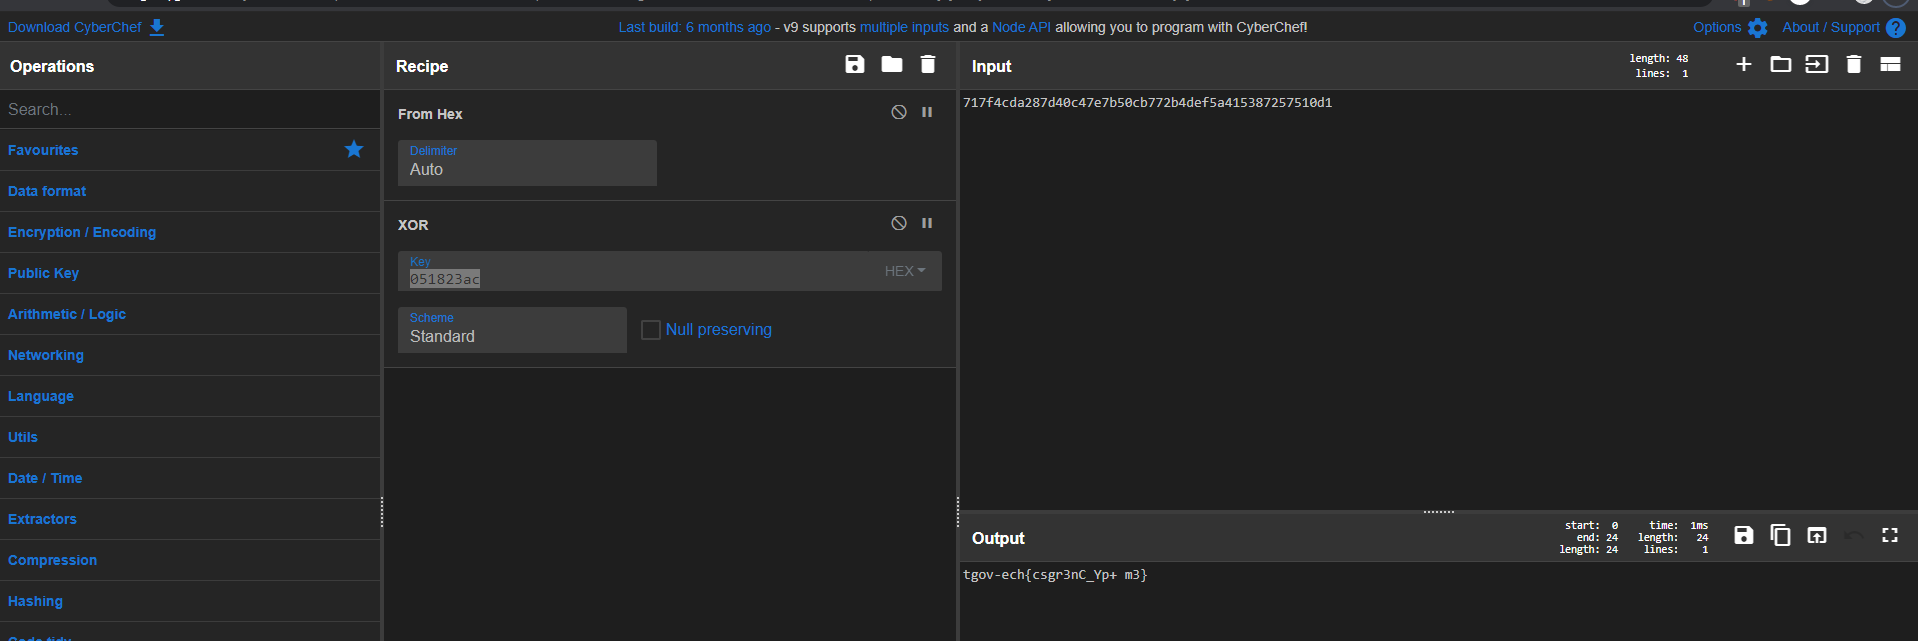 Download CyberChef
Last build: 6 months ago - v9 supports multiple inputs and a Node API allowing you to program with CyberChef!
Options
About / Support
Operations
Search...
Favourites
Data format
Encryption / Encoding
Public Key
Arithmetic / Logic
Networking
Language
Utils
Date / Time
Extractors
Compression
Hashing
Code tidy
Recipe
From Hex
Delimiter
Auto
XOR
Key
051823ac
HEX
Scheme
Standard
Null preserving
Input
length: 48
lines: 1
717f4cda287d40c47e7b50cb772b4def5a415387257510d1
Output
start: 0
end: 24
length: 24
time: 1ms
length: 24
lines: 1
tgov-ech{csgr3nC_Yp+ m3}